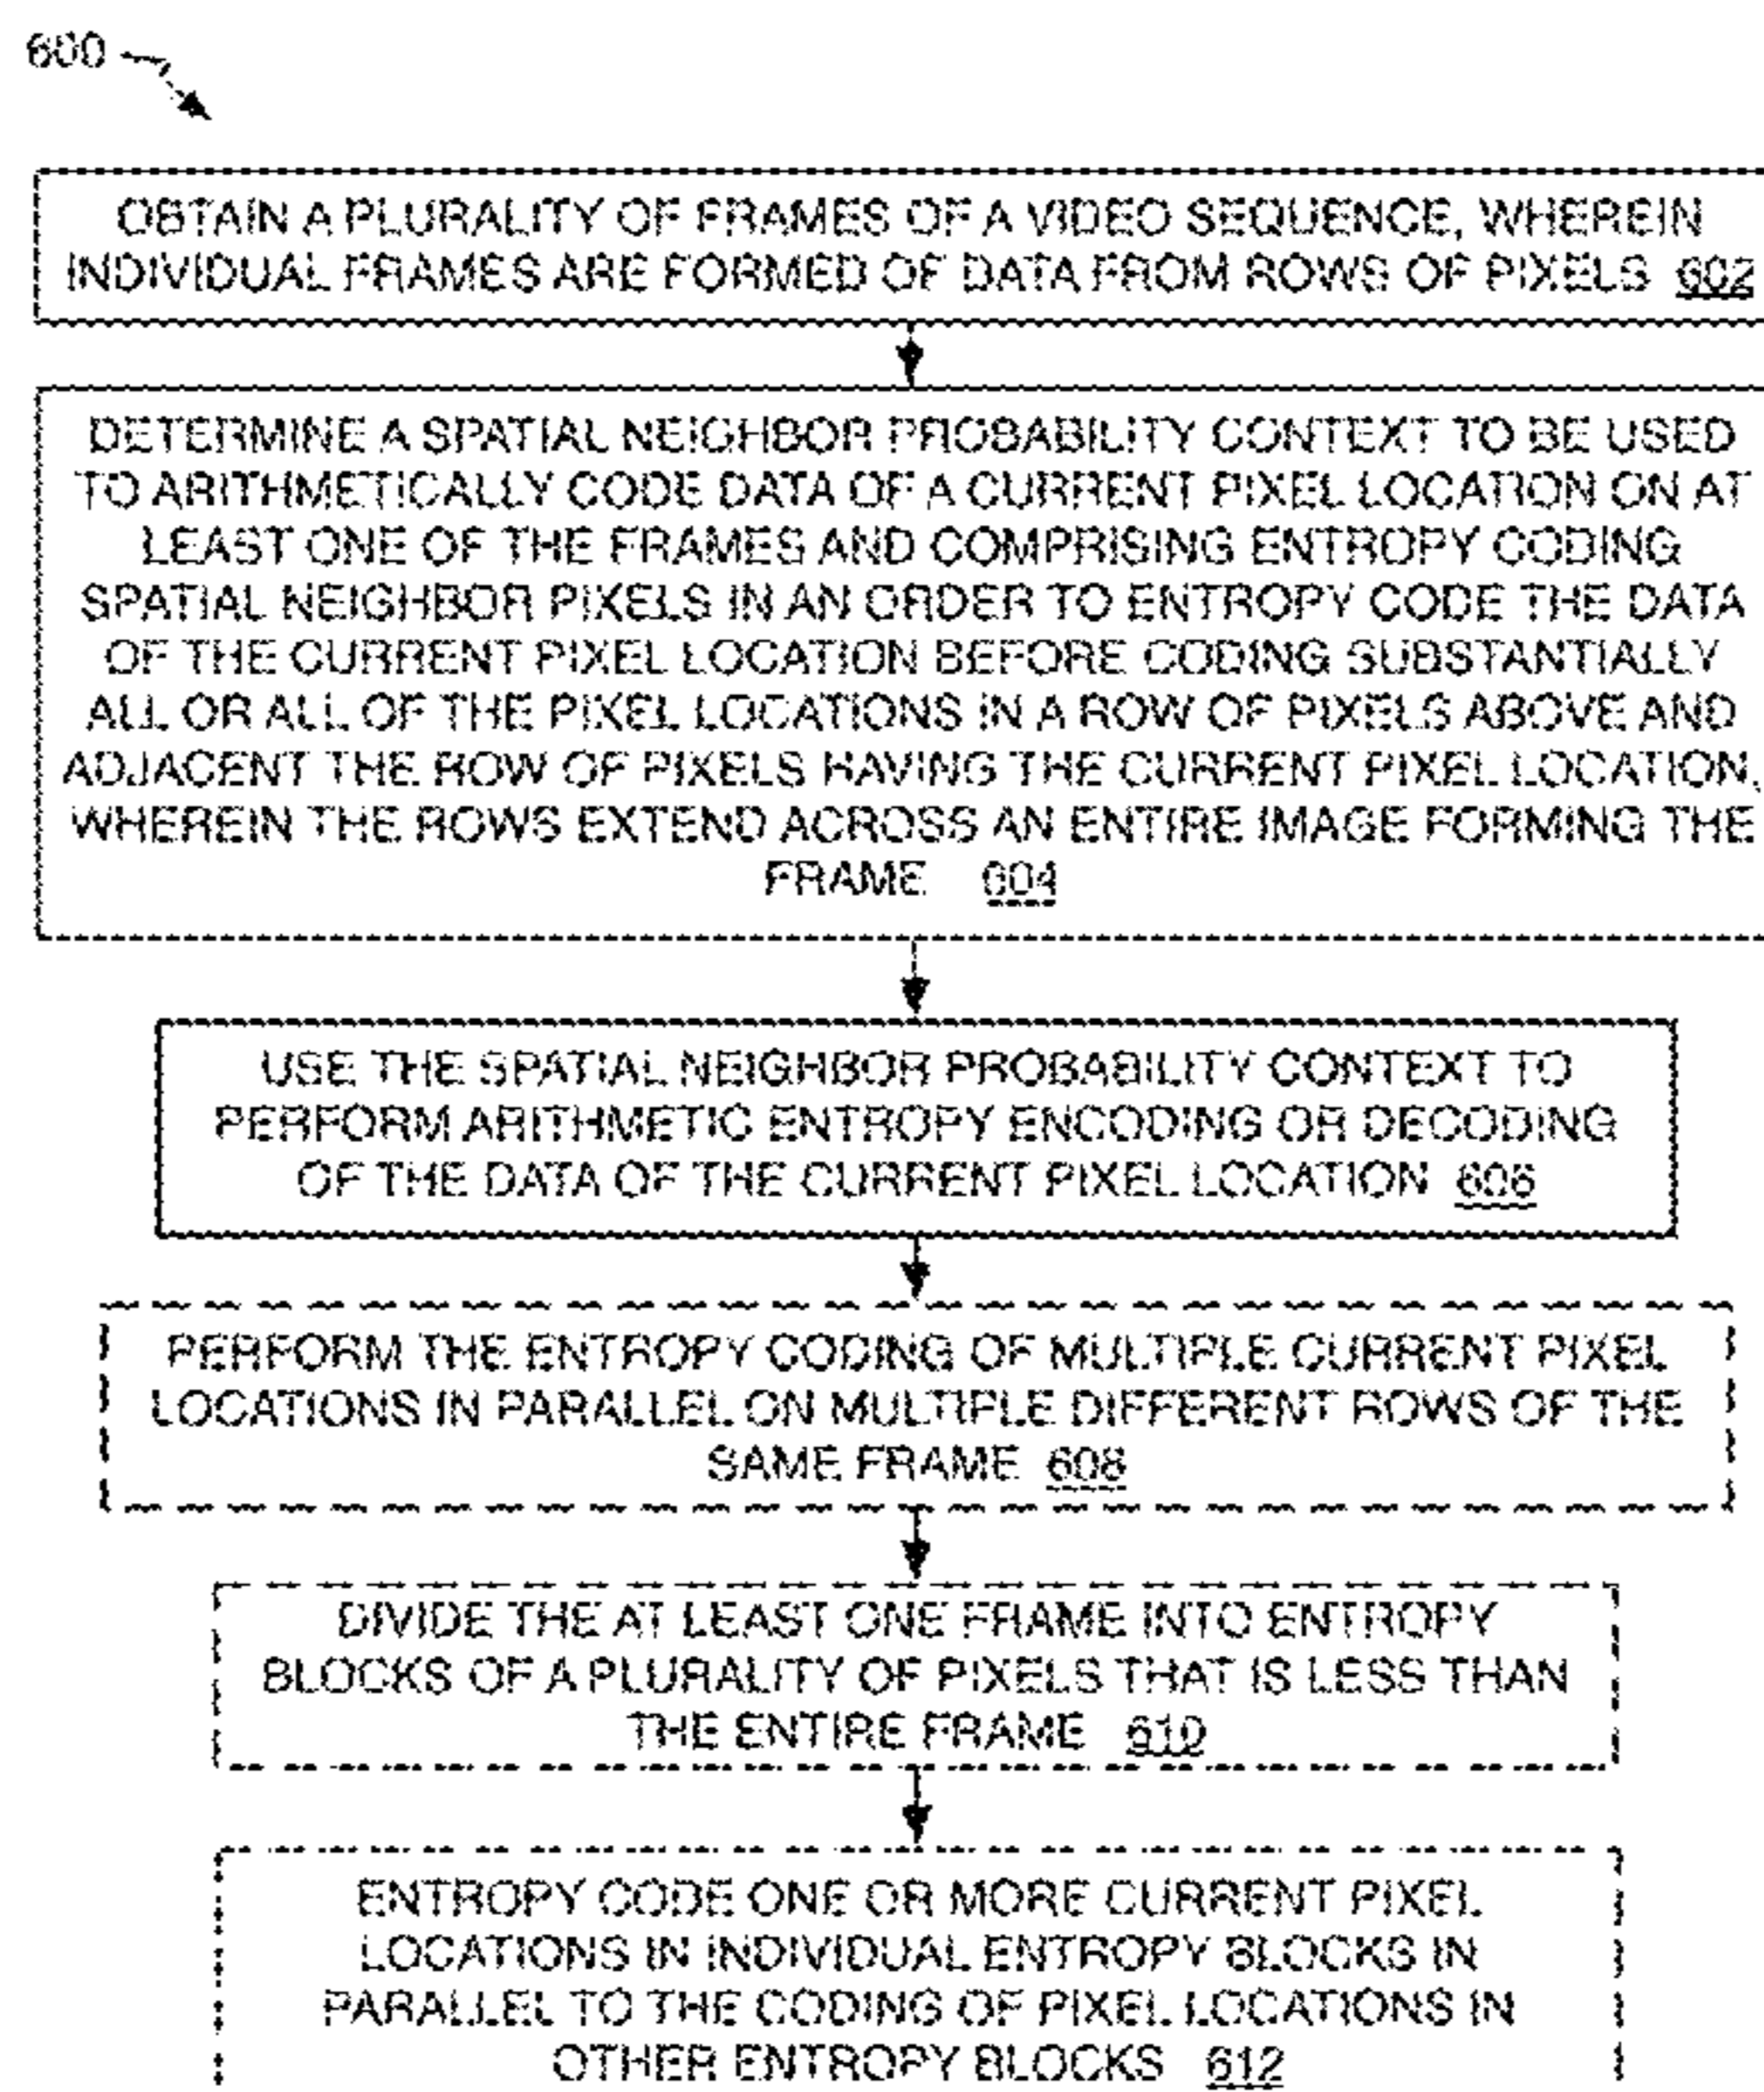 600
OBTAIN A PLURALITY OF FRAMES OF A VIDEO SEQUENCE, WHEREIN
INDIVIDUAL FRAMES ARE FORMED OF DATA FROM ROWS OF PIXELS 602
DETERMINE A SPATIAL NEIGHBOR PROBABILITY CONTEXT TO BE USED
TO ARITHMETICALLY CODE DATA OF A CURRENT PIXEL LOCATION ON AT
LEAST ONE OF THE FRAMES AND COMPRISING ENTROPY CODING
SPATIAL NEIGHBOR PIXELS IN AN ORDER TO ENTROPY CODE THE DATA
OF THE CURRENT PIXEL LOCATION BEFORE CODING SUBSTANTIALLY
ALL OR ALL OF THE PIXEL LOCATIONS IN A ROW OF PIXELS ABOVE AND
ADJACENT THE ROW OF PIXELS HAVING THE CURRENT PIXEL LOCATION,
WHEREIN THE ROWS EXTEND ACROSS AN ENTIRE IMAGE FORMING THE
FRAME 604
USE THE SPATIAL NEIGHBOR PROBABILITY CONTEXT TO
PERFORM ARITHMETIC ENTROPY ENCODING OR DECODING
OF THE DATA OF THE CURRENT PIXEL LOCATION 606
PERFORM THE ENTROPY CODING OF MULTIPLE CURRENT PIXEL
LOCATIONS IN PARALLEL ON MULTIPLE DIFFERENT ROWS OF THE
SAME FRAME 608
DIVIDE THE AT LEAST ONE FRAME INTO ENTROPY
BLOCKS OF A PLURALITY OF PIXELS THAT IS LESS THAN
THE ENTIRE FRAME 610
ENTROPY CODE ONE OR MORE CURRENT PIXEL
LOCATIONS IN INDIVIDUAL ENTROPY BLOCKS IN
PARALLEL TO THE CODING OF PIXEL LOCATIONS IN
OTHER ENTROPY BLOCKS 612